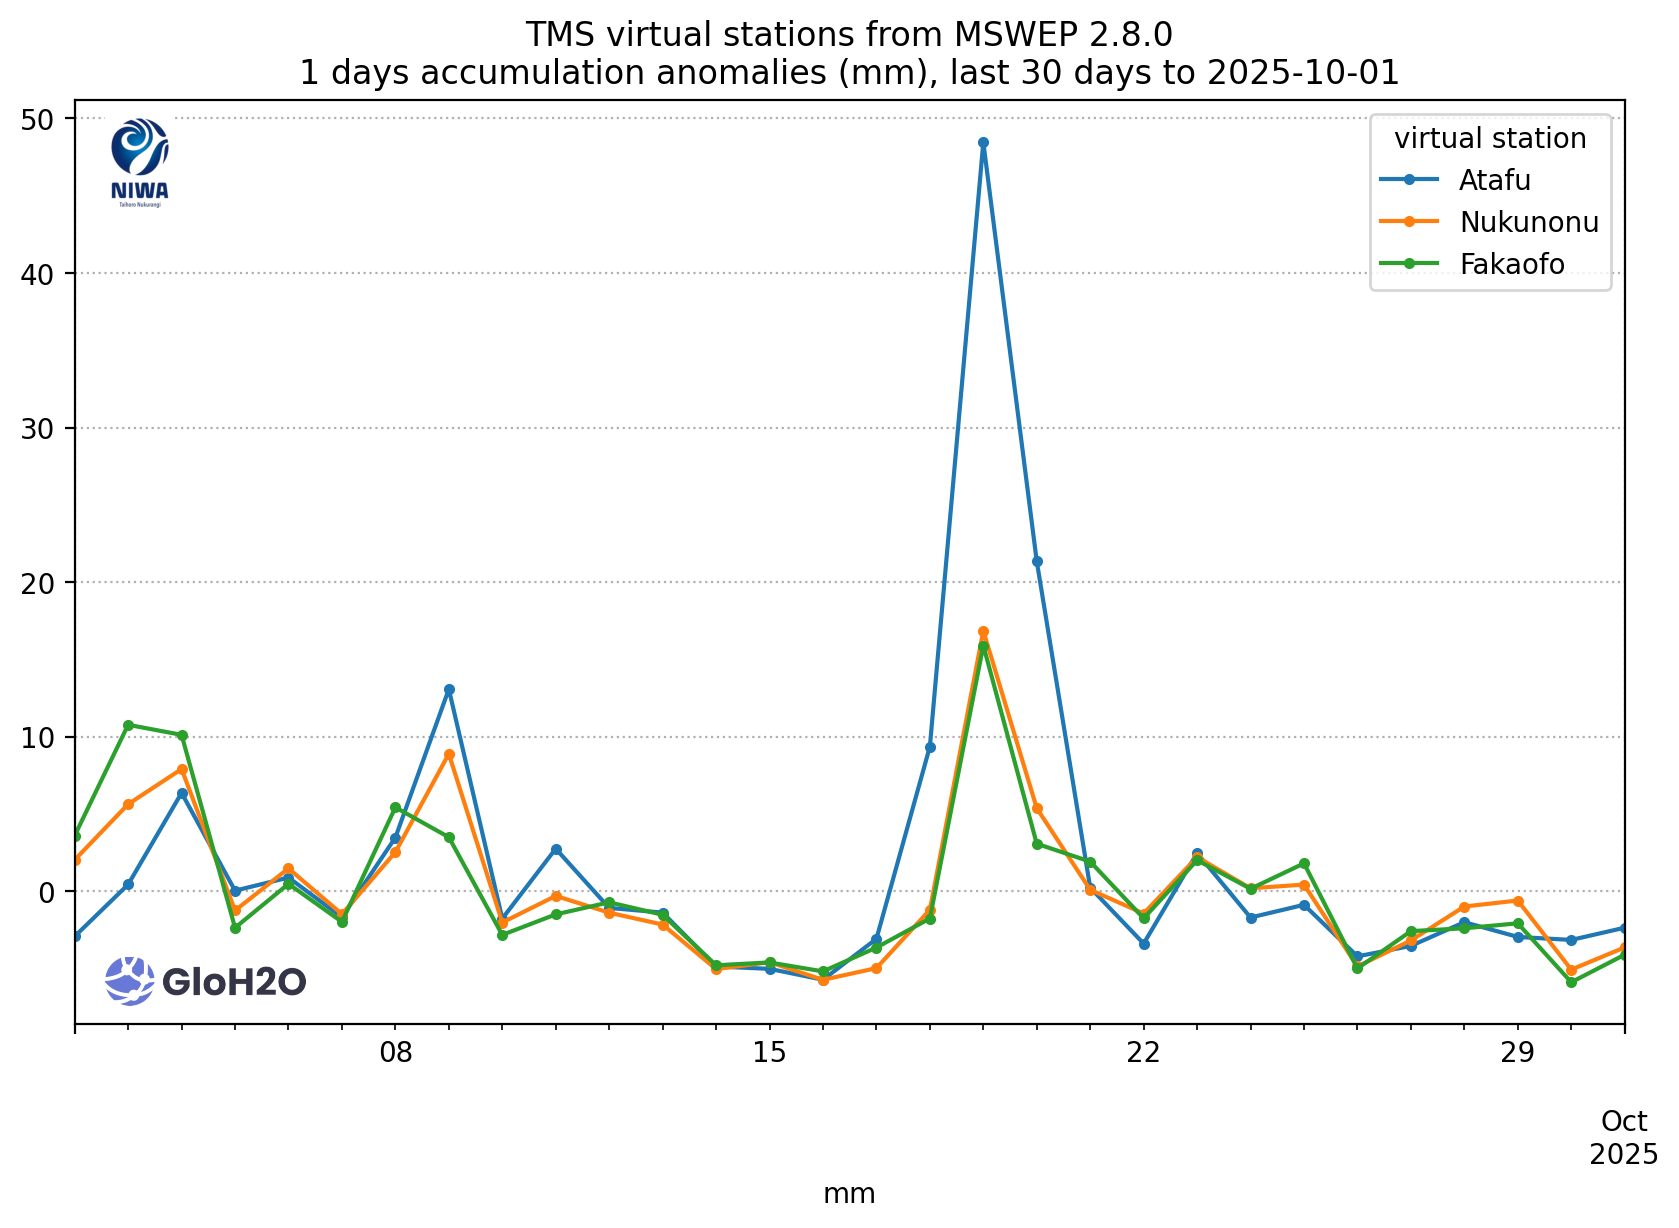 TMS virtual stations from MSWEP 2.8.0
1 days accumulation anomalies (mm), last 30 days to 2025-10-01
50
40
30
20
10
0
NIWA
Taihoro Nukurangi
virtual station
Atafu
Nukunonu
Fakaofo
GloH2O
08
15
22
29
Oct
2025
mm